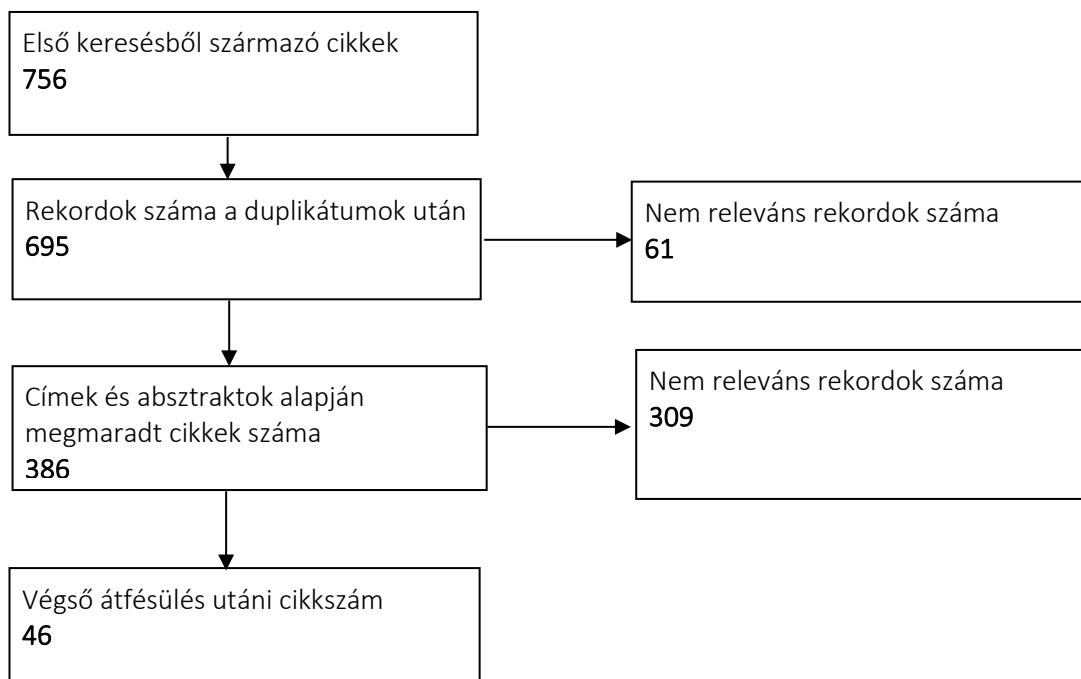 Első keresésből származó cikkek
756
Rekordok száma a duplikátumok után
695
Nem releváns rekordok száma
61
Címek és absztraktok alapján
megmaradt cikkek száma
386
Nem releváns rekordok száma
309
Végső átfésülés utáni cikkszám
46